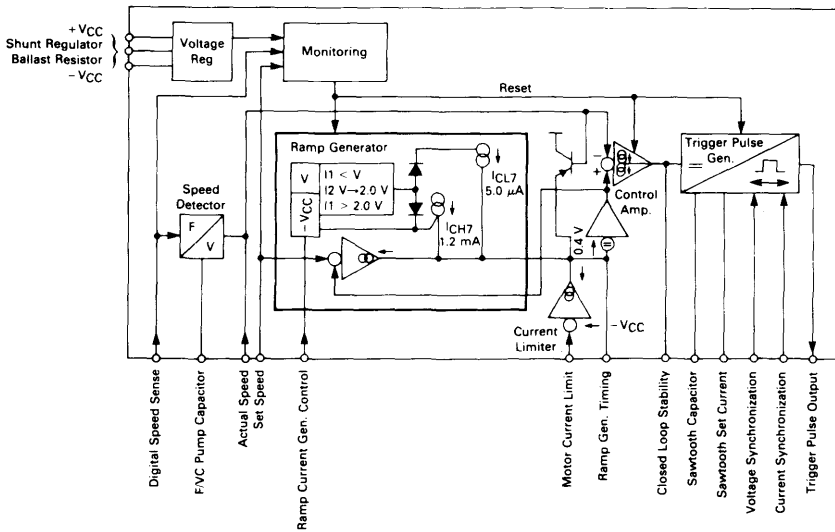 + VCC
Shunt Regulator
Ballast Resistor
- VCC
Voltage
Reg
Monitoring
Reset
Ramp Generator
V
I1 < V
I2 V→2.0 V
I1 > 2.0 V
- VCC
ICL7
5.0 μA
ICH7
1.2 mA
Speed
Detector
F
V
-
+
Control
Amp.
=
0.4 V
Trigger Pulse
Gen.
=
Current
Limiter
- VCC
Digital Speed Sense
F/VC Pump Capacitor
Actual Speed
Set Speed
Ramp Current Gen. Control
Motor Current Limit
Ramp Gen. Timing
Closed Loop Stability
Sawtooth Capacitor
Sawtooth Set Current
Voltage Synchronization
Current Synchronization
Trigger Pulse Output